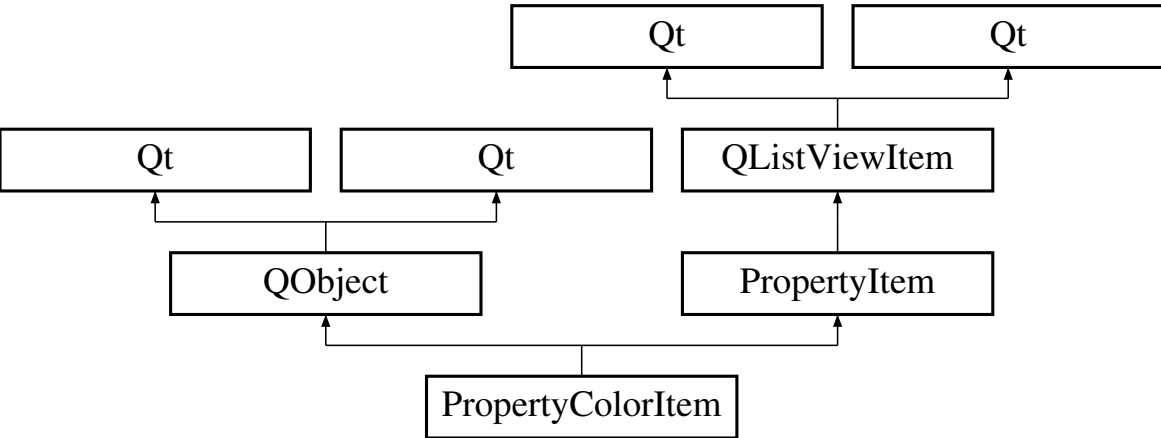 Qt
Qt
Qt
Qt
QListViewItem
QObject
PropertyItem
PropertyColorItem